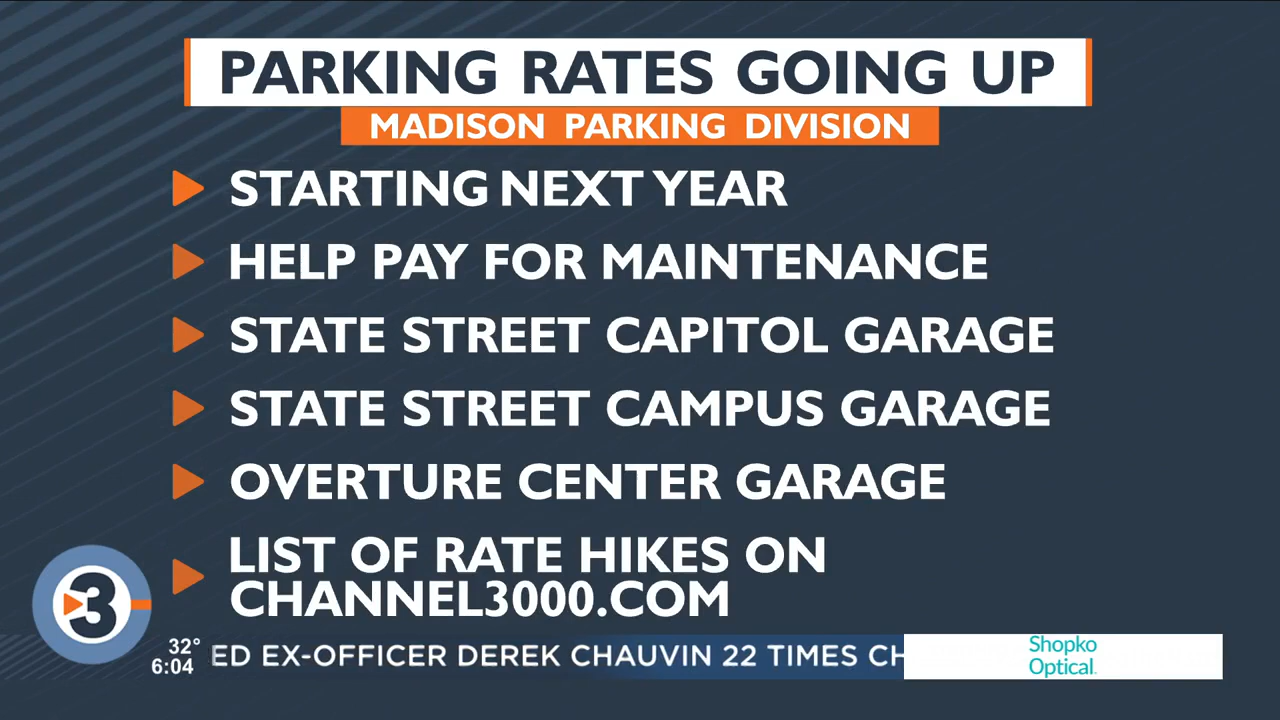 PARKING RATES GOING UP
MADISON PARKING DIVISION
STARTING NEXT YEAR
HELP PAY FOR MAINTENANCE
STATE STREET CAPITOL GARAGE
STATE STREET CAMPUS GARAGE
OVERTURE CENTER GARAGE
LIST OF RATE HIKES ON
CHANNEL3000.COM
3
32°
6:04
ED EX-OFFICER DEREK CHAUVIN 22 TIMES CH
Shopko
Optical